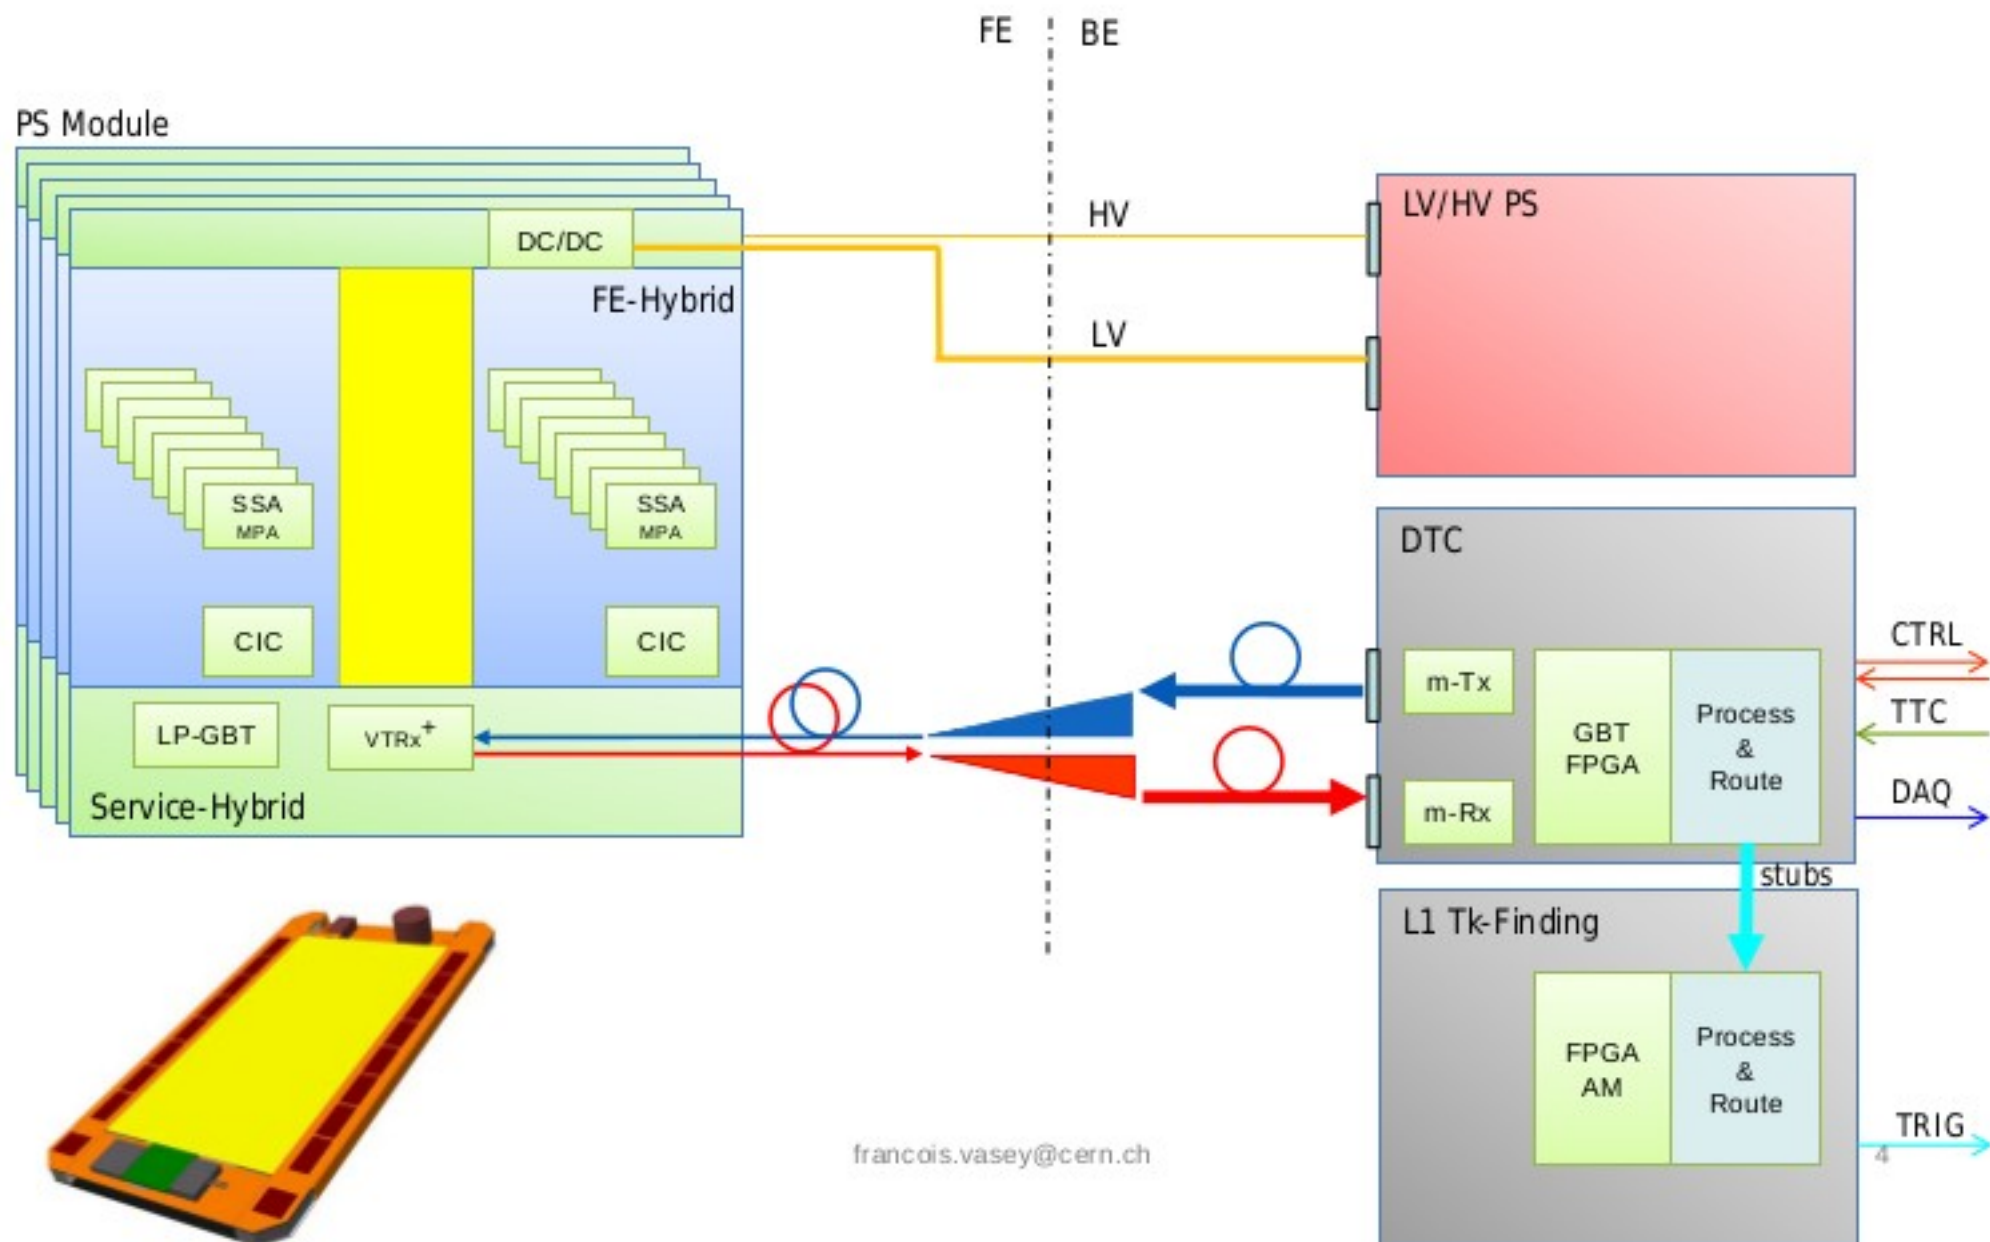 FE
BE
PS Module
DC/DC
HV
LV/HV PS
FE-Hybrid
LV
SSA
MPA
SSA
MPA
DTC
CIC
CIC
CTRL
m-Tx
LP-GBT
VTRx+
GBT
FPGA
Process
&
Route
TTC
m-Rx
DAQ
Service-Hybrid
stubs
L1 Tk-Finding
FPGA
AM
Process
&
Route
TRIG
francois.vasey@cern.ch
4